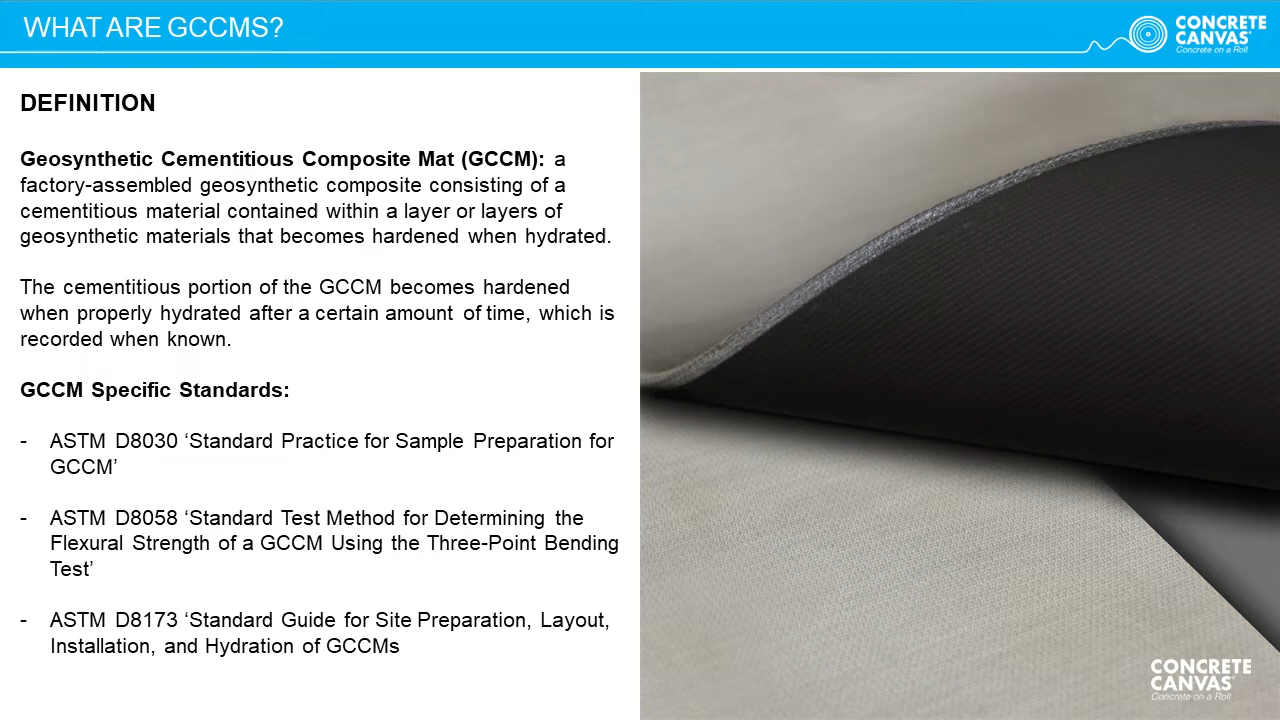 WHAT ARE GCCMS?
CONCRETE
CANVAS®
Concrete on a Roll
DEFINITION
Geosynthetic Cementitious Composite Mat (GCCM): a
factory-assembled geosynthetic composite consisting of a
cementitious material contained within a layer or layers of
geosynthetic materials that becomes hardened when hydrated.
The cementitious portion of the GCCM becomes hardened
when properly hydrated after a certain amount of time, which is
recorded when known.
GCCM Specific Standards:
- ASTM D8030 ‘Standard Practice for Sample Preparation for
GCCM’
- ASTM D8058 ‘Standard Test Method for Determining the
Flexural Strength of a GCCM Using the Three-Point Bending
Test’
- ASTM D8173 ‘Standard Guide for Site Preparation, Layout,
Installation, and Hydration of GCCMs
CONCRETE
CANVAS®
Concrete on a Roll